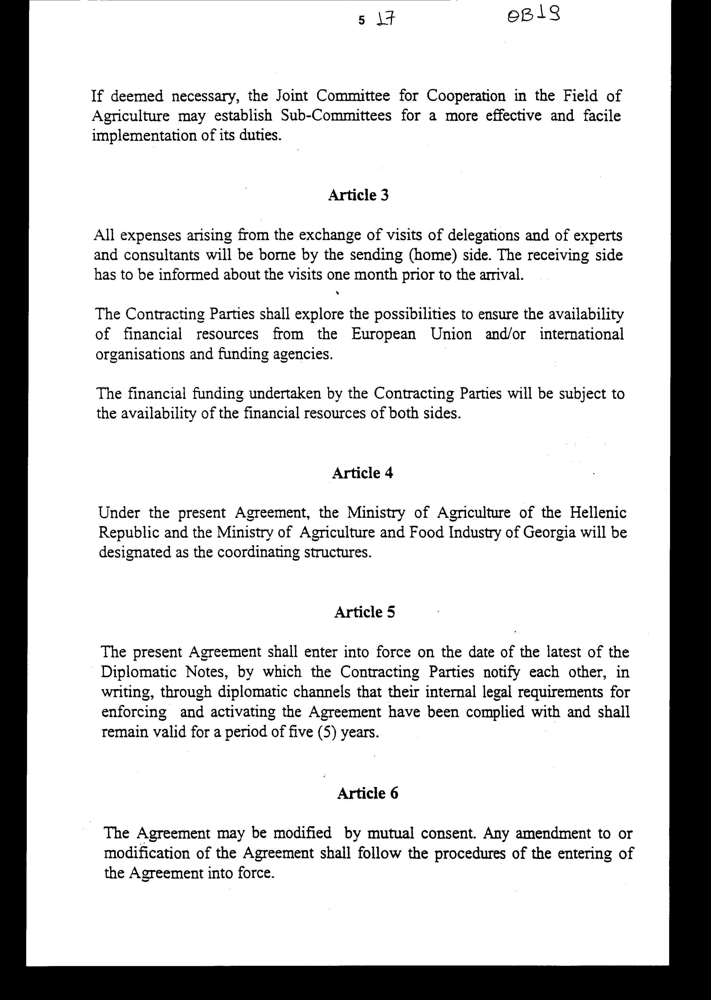 5 17 ΘΒ19
If deemed necessary, the Joint Committee for Cooperation in the Field of
Agriculture may establish Sub-Committees for a more effective and facile
implementation of its duties.
Article 3
All expenses arising from the exchange of visits of delegations and of experts
and consultants will be borne by the sending (home) side. The receiving side
has to be informed about the visits one month prior to the arrival.
The Contracting Parties shall explore the possibilities to ensure the availability
of financial resources from the European Union and/or international
organisations and funding agencies.
The financial funding undertaken by the Contracting Parties will be subject to
the availability of the financial resources of both sides.
Article 4
Under the present Agreement, the Ministry of Agriculture of the Hellenic
Republic and the Ministry of Agriculture and Food Industry of Georgia will be
designated as the coordinating structures.
Article 5
The present Agreement shall enter into force on the date of the latest of the
Diplomatic Notes, by which the Contracting Parties notify each other, in
writing, through diplomatic channels that their internal legal requirements for
enforcing and activating the Agreement have been complied with and shall
remain valid for a period of five (5) years.
Article 6
The Agreement may be modified by mutual consent. Any amendment to or
modification of the Agreement shall follow the procedures of the entering of
the Agreement into force.